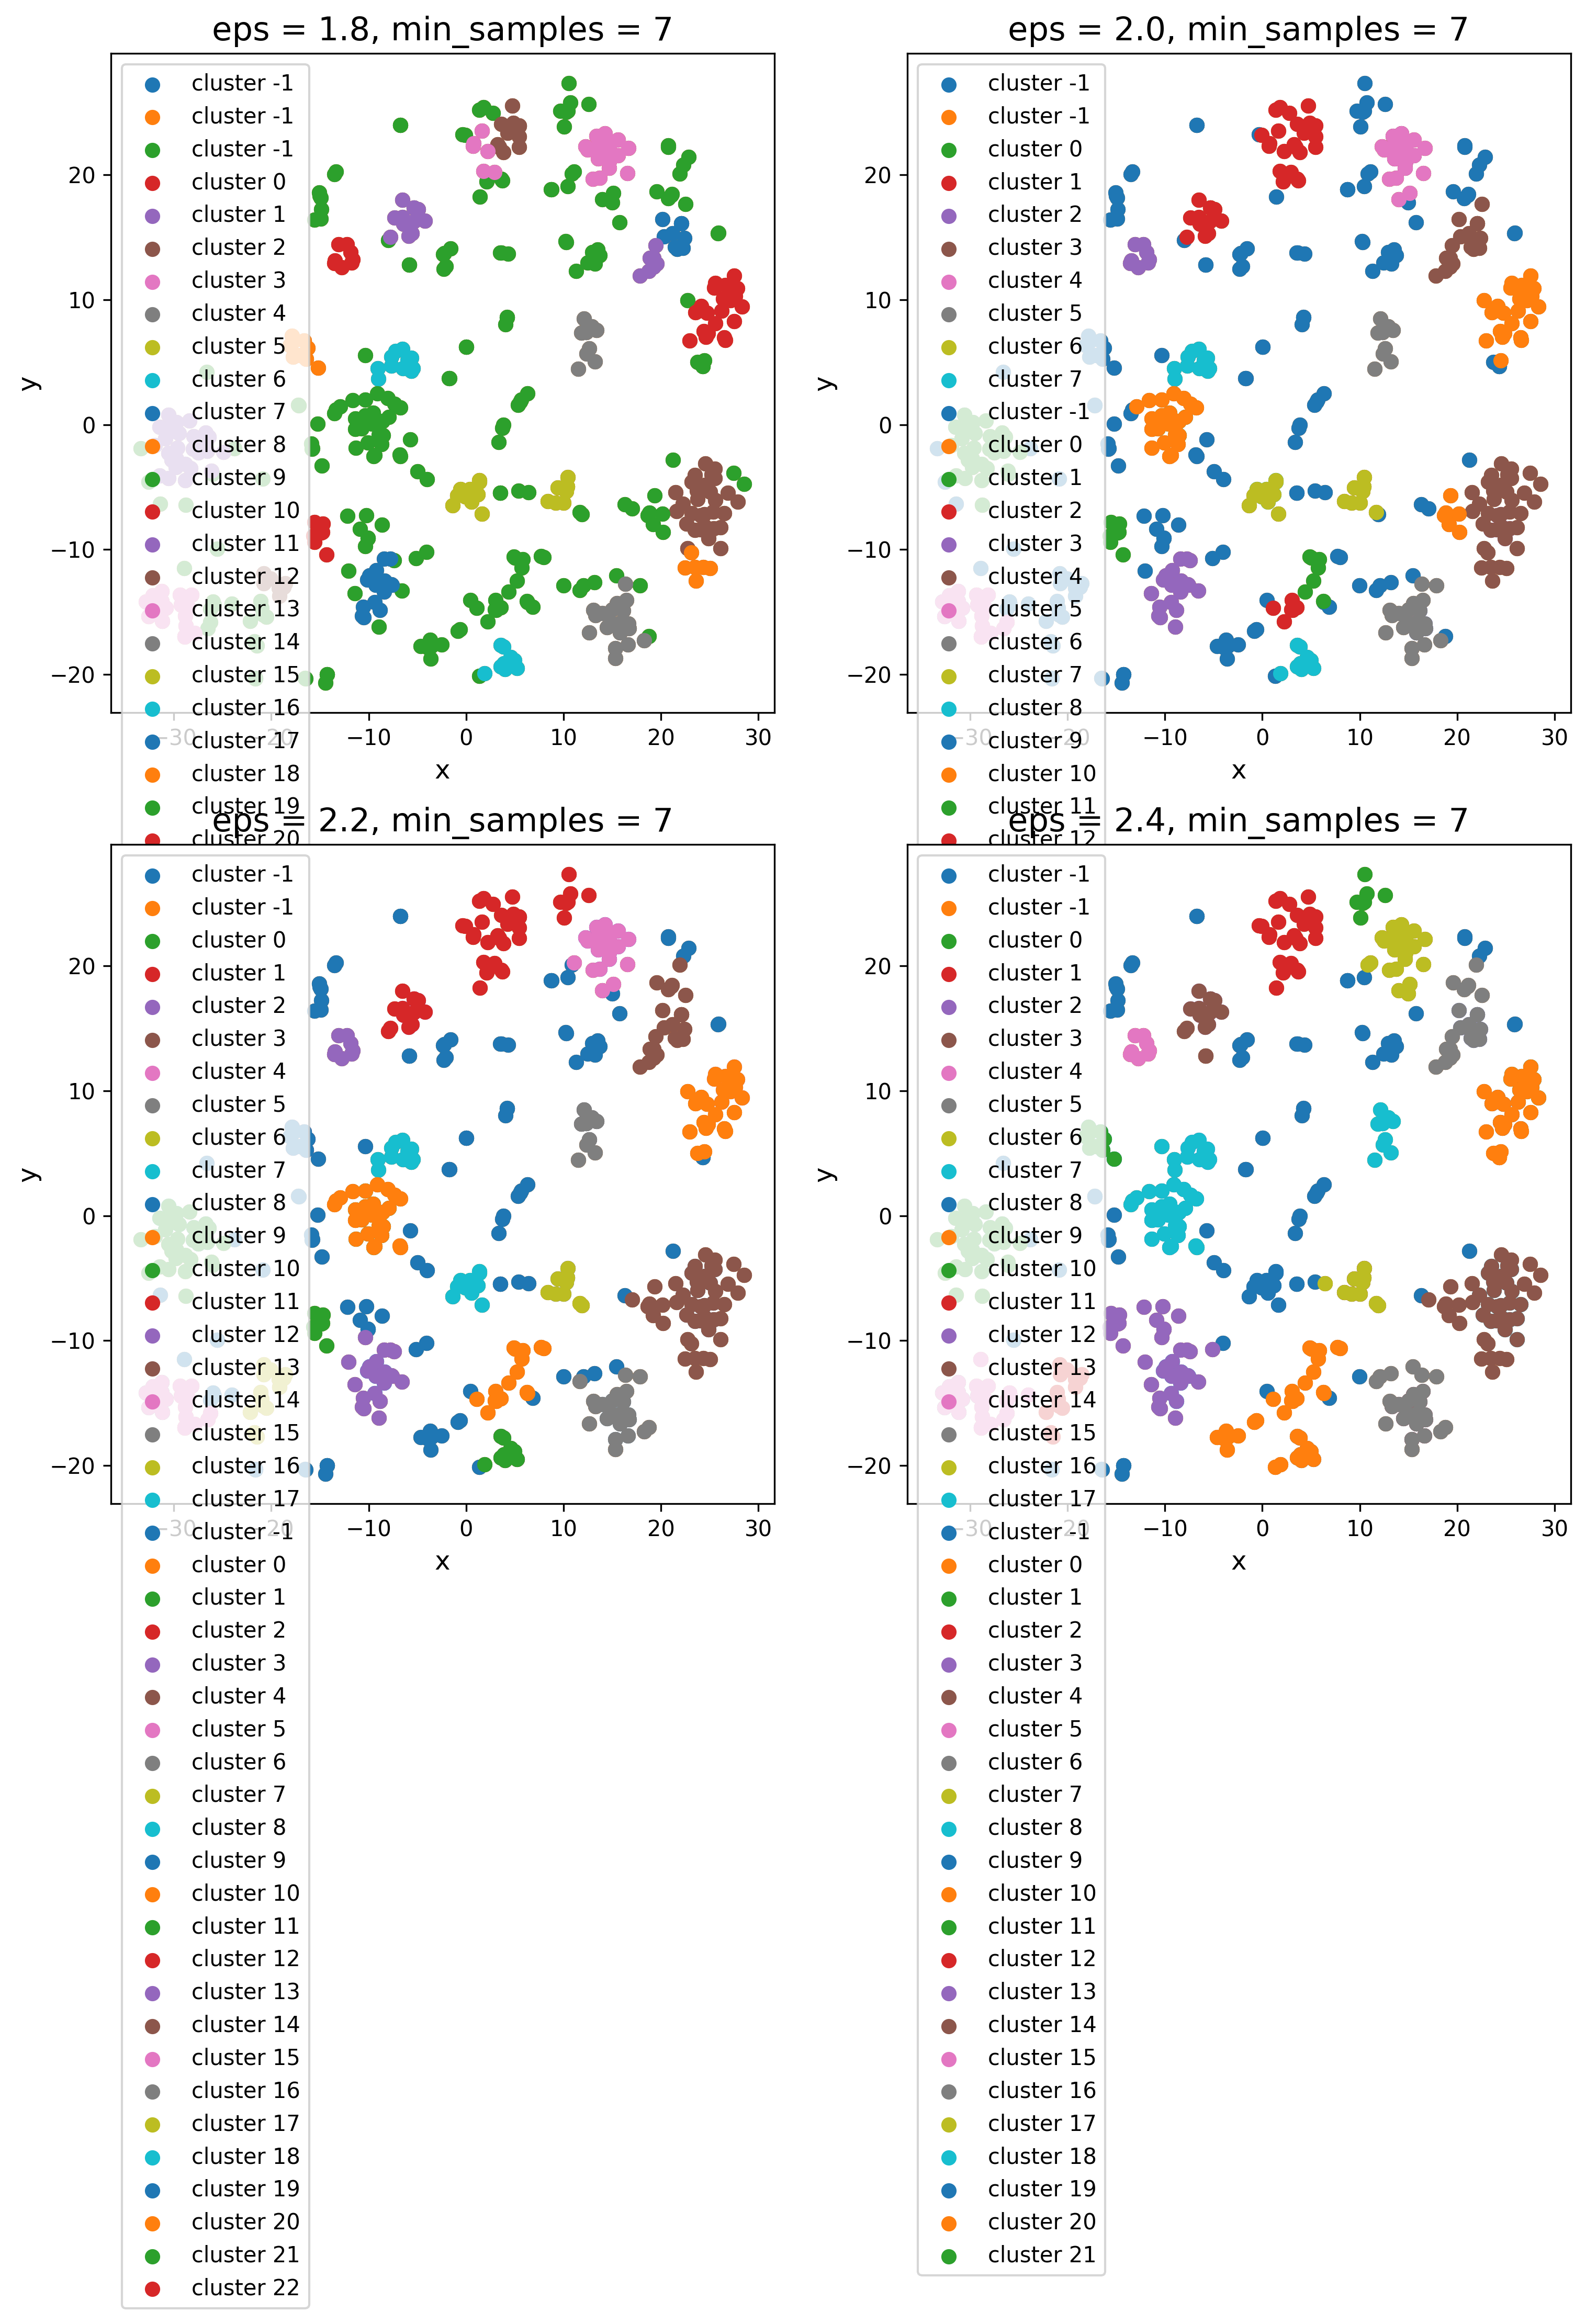 eps = 1.8, min_samples = 7
cluster -1
cluster -1
cluster -1
cluster 0
cluster 1
cluster 2
cluster 3
cluster 4
cluster 5
cluster 6
cluster 7
cluster 8
cluster 9
cluster 10
cluster 11
cluster 12
cluster 13
cluster 14
cluster 15
cluster 16
cluster 17
cluster 18
cluster 19
cluster 20
20
10
0
−10
−20
y
−30
−20
−10
0
10
20
30
x
eps = 2.0, min_samples = 7
cluster -1
cluster -1
cluster 0
cluster 1
cluster 2
cluster 3
cluster 4
cluster 5
cluster 6
cluster 7
cluster -1
cluster 0
cluster 1
cluster 2
cluster 3
cluster 4
cluster 5
cluster 6
cluster 7
cluster 8
cluster 9
cluster 10
cluster 11
cluster 12
20
10
0
−10
−20
y
−30
−20
−10
0
10
20
30
x
eps = 2.2, min_samples = 7
cluster -1
cluster -1
cluster 0
cluster 1
cluster 2
cluster 3
cluster 4
cluster 5
cluster 6
cluster 7
cluster 8
cluster 9
cluster 10
cluster 11
cluster 12
cluster 13
cluster 14
cluster 15
cluster 16
cluster 17
cluster -1
cluster 0
cluster 1
cluster 2
cluster 3
cluster 4
cluster 5
cluster 6
cluster 7
cluster 8
cluster 9
cluster 10
cluster 11
cluster 12
cluster 13
cluster 14
cluster 15
cluster 16
cluster 17
cluster 18
cluster 19
cluster 20
cluster 21
cluster 22
20
10
0
−10
−20
y
−30
−20
−10
0
10
20
30
x
eps = 2.4, min_samples = 7
cluster -1
cluster -1
cluster 0
cluster 1
cluster 2
cluster 3
cluster 4
cluster 5
cluster 6
cluster 7
cluster 8
cluster 9
cluster 10
cluster 11
cluster 12
cluster 13
cluster 14
cluster 15
cluster 16
cluster 17
cluster -1
cluster 0
cluster 1
cluster 2
cluster 3
cluster 4
cluster 5
cluster 6
cluster 7
cluster 8
cluster 9
cluster 10
cluster 11
cluster 12
cluster 13
cluster 14
cluster 15
cluster 16
cluster 17
cluster 18
cluster 19
cluster 20
cluster 21
20
10
0
−10
−20
y
−30
−20
−10
0
10
20
30
x